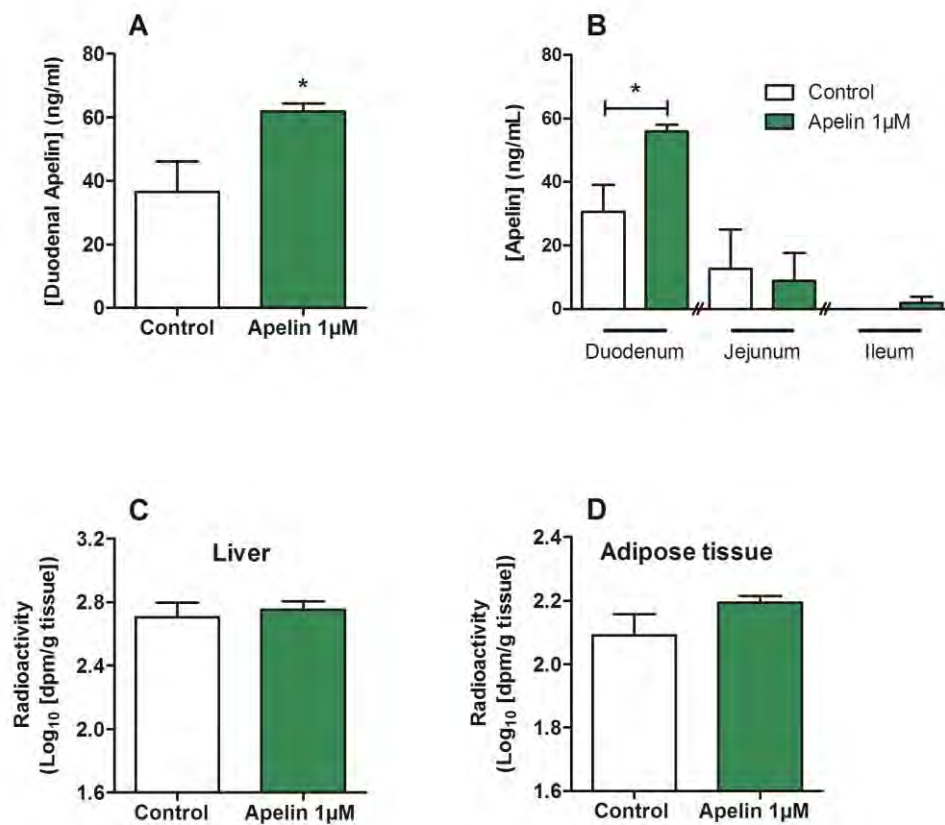 A
[Duodenal Apelin] (ng/ml)
80
60
40
20
0
*
Control
Apelin 1µM
B
[Apelin] (ng/mL)
80
60
40
20
0
*
Control
Apelin 1µM
Duodenum
Jejunum
Ileum
C
Liver
Radioactivity
(Log10 [dpm/g tissue])
3.2
2.8
2.4
2.0
1.6
Control
Apelin 1µM
D
Adipose tissue
Radioactivity
(Log10 [dpm/g tissue])
2.4
2.2
2.0
1.8
1.6
Control
Apelin 1µM